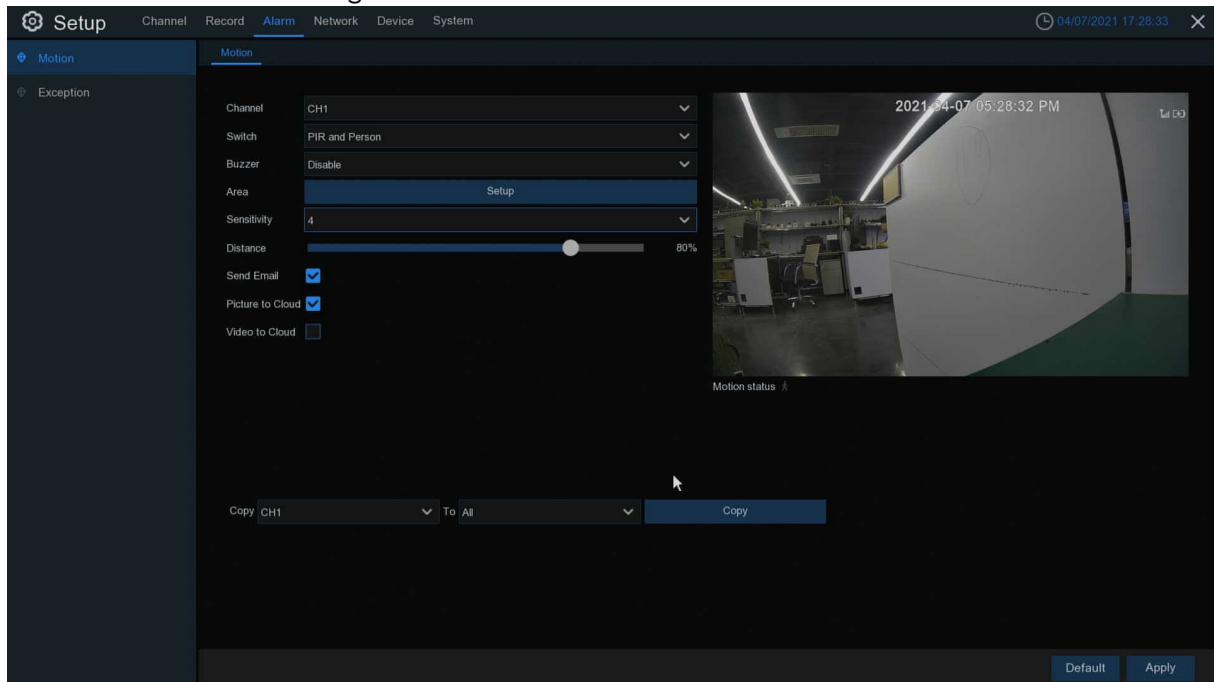 Setup Channel Record Alarm Network Device System 04/07/2021 17:28:33
Motion
Exception
Motion
Channel CH1
Switch PIR and Person
Buzzer Disable
Area Setup
Sensitivity 4
Distance 80%
Send Email
Picture to Cloud
Video to Cloud
2021-04-07 05:28:32 PM
Motion status
Copy CH1 To All Copy
Default Apply